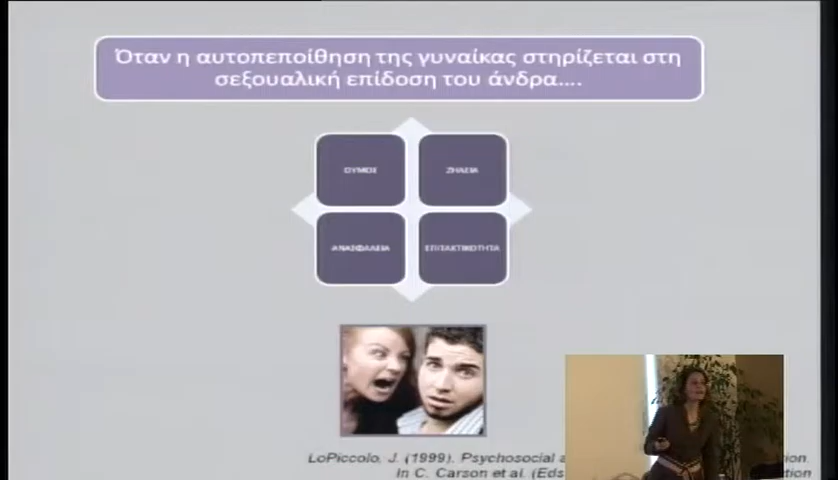 Όταν η αυτοπεποίθηση της γυναίκας στηρίζεται στη
σεξουαλική επίδοση του άνδρα....
ΘΥΜΟΣ
ΖΗΛΕΙΑ
ΑΝΑΣΦΑΛΕΙΑ
ΕΠΙΤΑΚΤΙΚΟΤΗΤΑ
LoPiccolo, J. (1999). Psychosocial
In C. Carson et al. (Eds